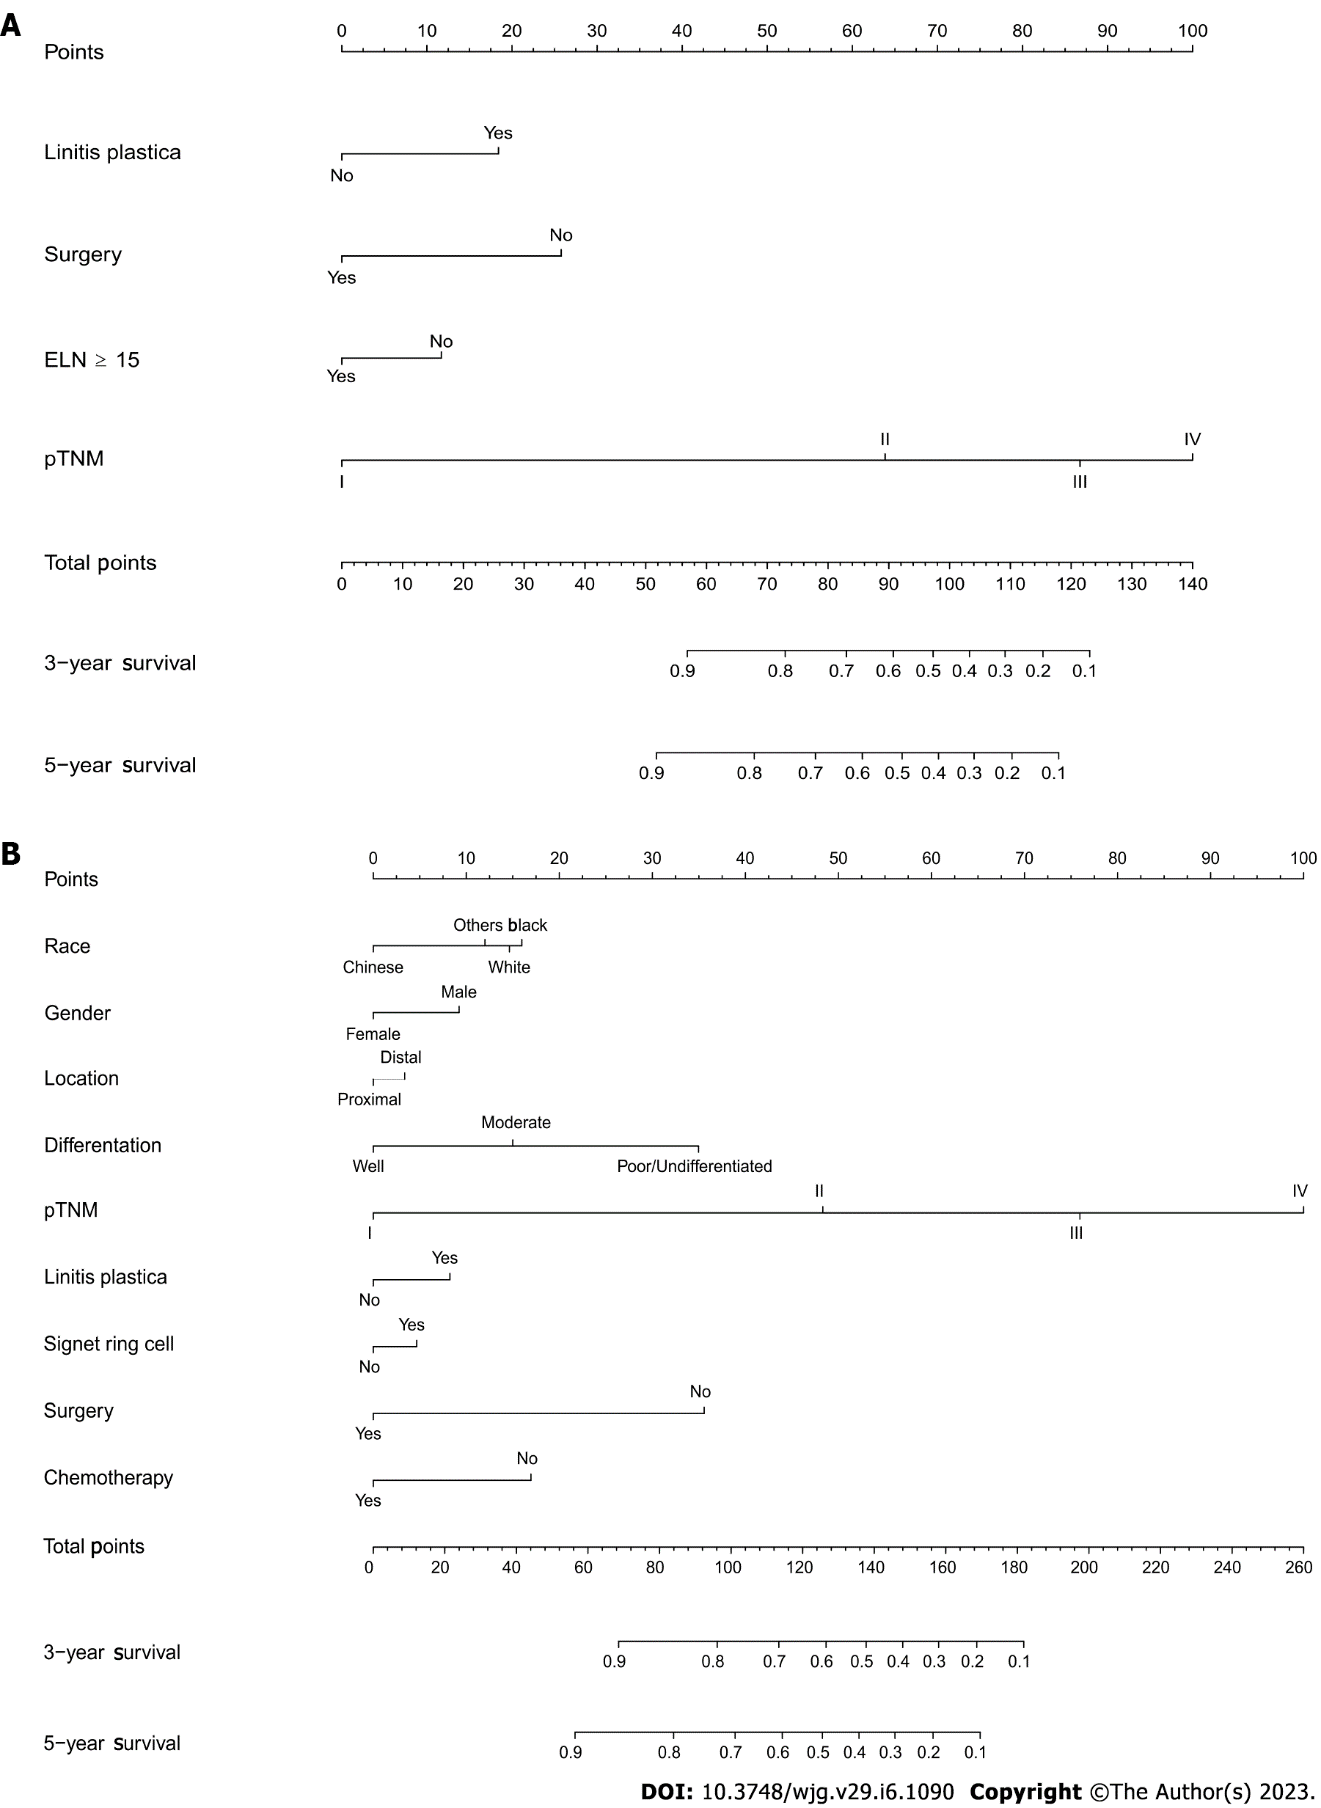 A
0 10 20 30 40 50 60 70 80 90 100
Points
Yes
Linitis plastica
No
No
Surgery
Yes
No
ELN ≥ 15
Yes
II IV
pTNM
I III
Total points
0 10 20 30 40 50 60 70 80 90 100 110 120 130 140
3-year survival
0.9 0.8 0.7 0.6 0.5 0.4 0.3 0.2 0.1
5-year survival
0.9 0.8 0.7 0.6 0.5 0.4 0.3 0.2 0.1
B
0 10 20 30 40 50 60 70 80 90 100
Points
Others black
Race
Chinese White
Male
Gender
Female
Distal
Location
Proximal
Moderate
Differentation
Well Poor/Undifferentiated
II IV
pTNM
I III
Yes
Linitis plastica
No
Yes
Signet ring cell
No
No
Surgery
Yes
No
Chemotherapy
Yes
Total points
0 20 40 60 80 100 120 140 160 180 200 220 240 260
3-year survival
0.9 0.8 0.7 0.6 0.5 0.4 0.3 0.2 0.1
5-year survival
0.9 0.8 0.7 0.6 0.5 0.4 0.3 0.2 0.1
DOI: 10.3748/wjg.v29.i6.1090 Copyright ©The Author(s) 2023.